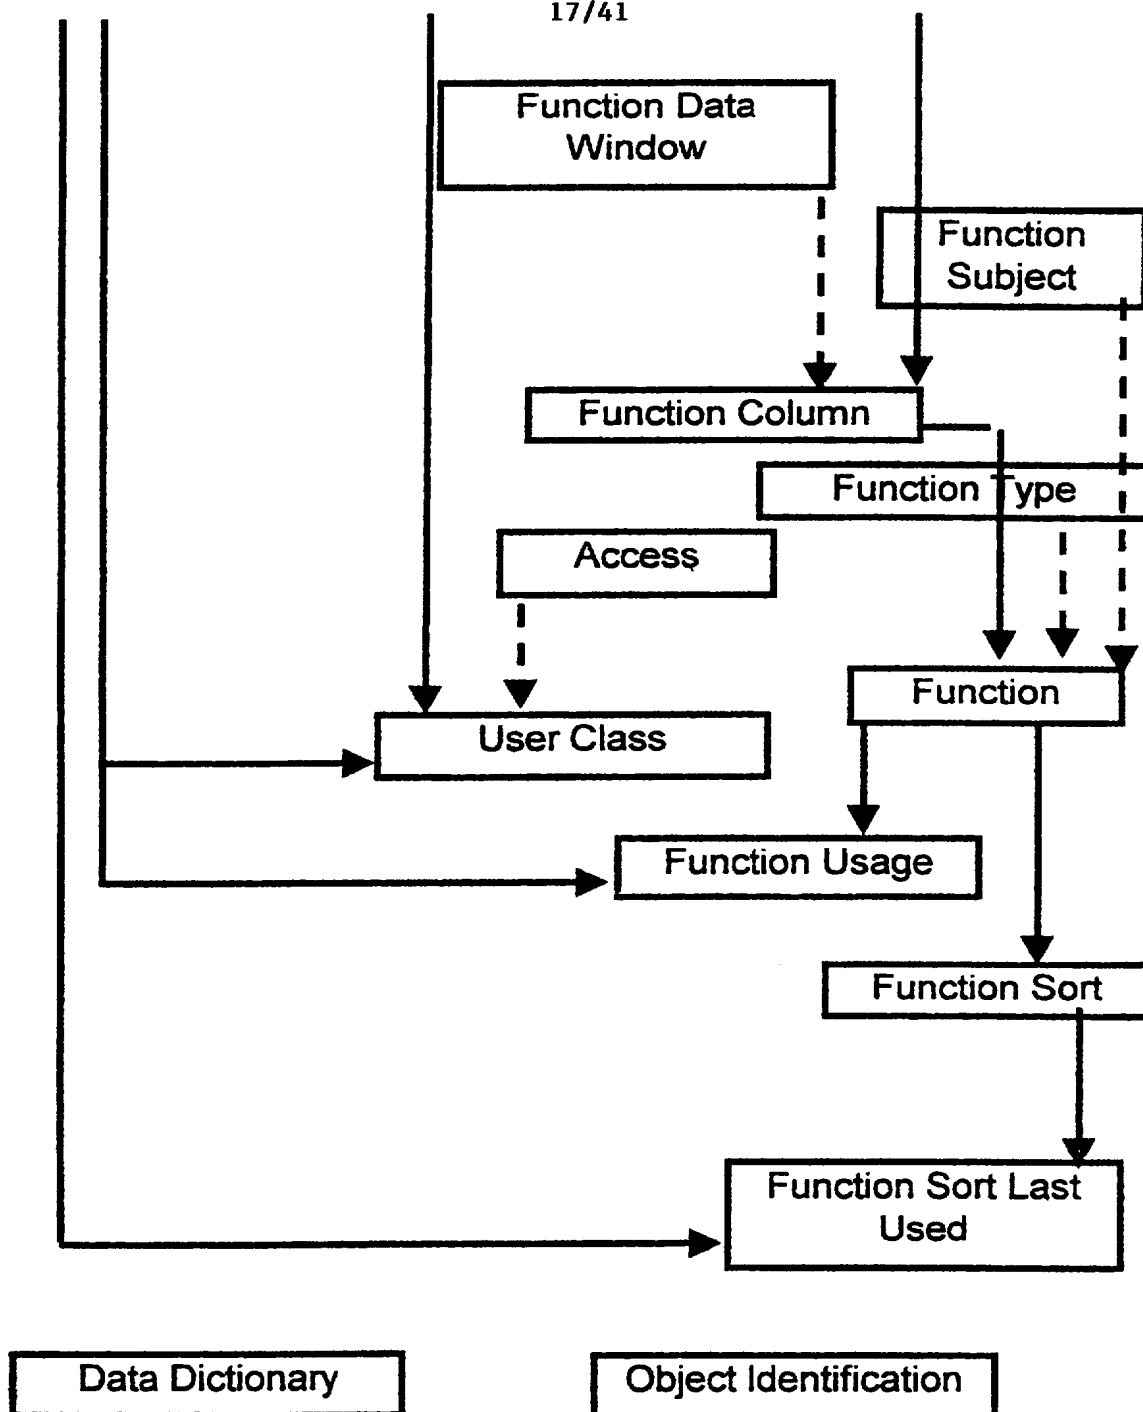 17/41
Function Data
Window
Function
Subject
Function Column
Function Type
Access
Function
User Class
Function Usage
Function Sort
Function Sort Last
Used
Data Dictionary
Object Identification